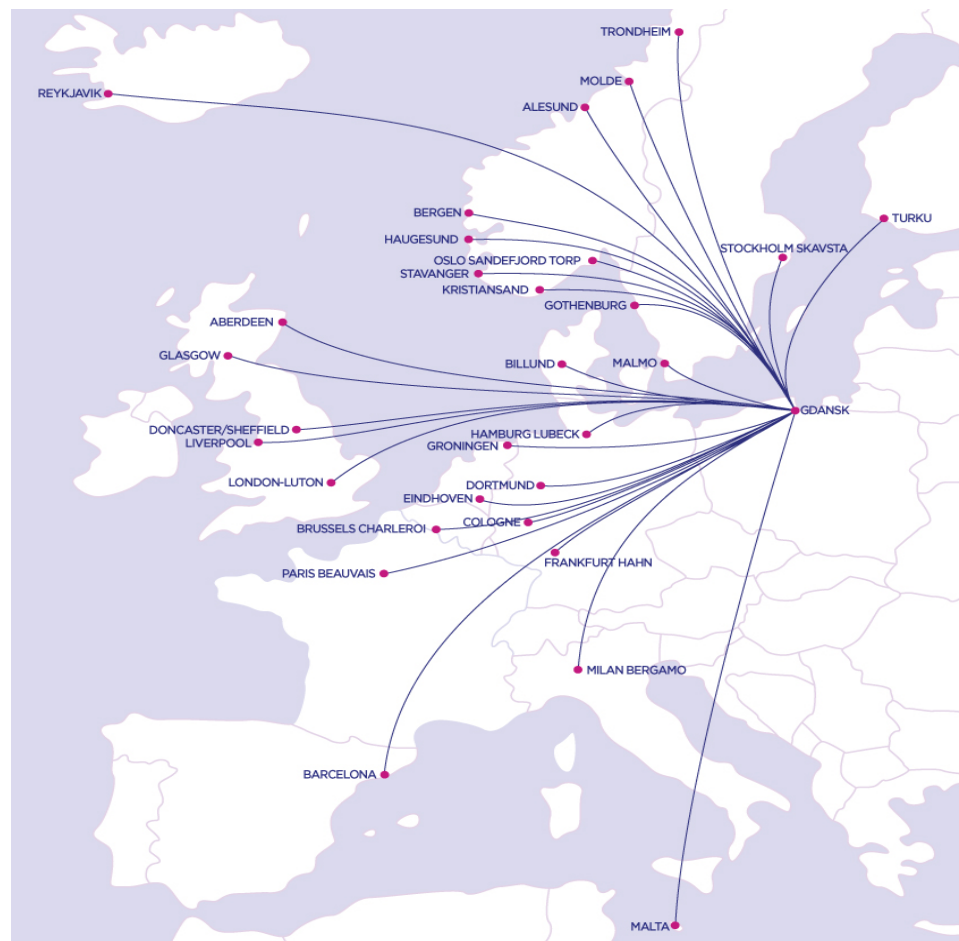 TRONDHEIM
MOLDE
REYKJAVIK
ALESUND
BERGEN
TURKU
HAUGESUND
STOCKHOLM SKAVSTA
OSLO SANDEFJORD TORP
STAVANGER
KRISTIANSAND
GOTHENBURG
ABERDEEN
GLASGOW
BILLUND
MALMO
GDANSK
DONCASTER/SHEFFIELD
HAMBURG LUBECK
LIVERPOOL
GRONINGEN
LONDON-LUTON
DORTMUND
EINDHOVEN
COLOGNE
BRUSSELS CHARLEROI
FRANKFURT HAHN
PARIS BEAUVAIS
MILAN BERGAMO
BARCELONA
MALTA